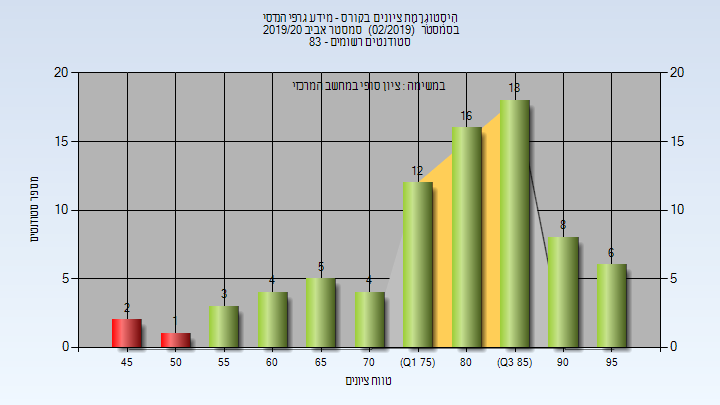 היסטוגרמת ציונים בקורס - מידע גרפי הנדסי
בסמסטר (02/2019) סמסטר אביב 2019/20
סטודנטים רשומים - 83
במשימה : ציון סופי במחשב המרכזי
20 20
15 15
10 10
5 5
0 0
2 1 3 4 5 4 12 16 18 8 6
מספר סטודנטים
45 50 55 60 65 70 (Q1 75) 80 (Q3 85) 90 95
טווח ציונים